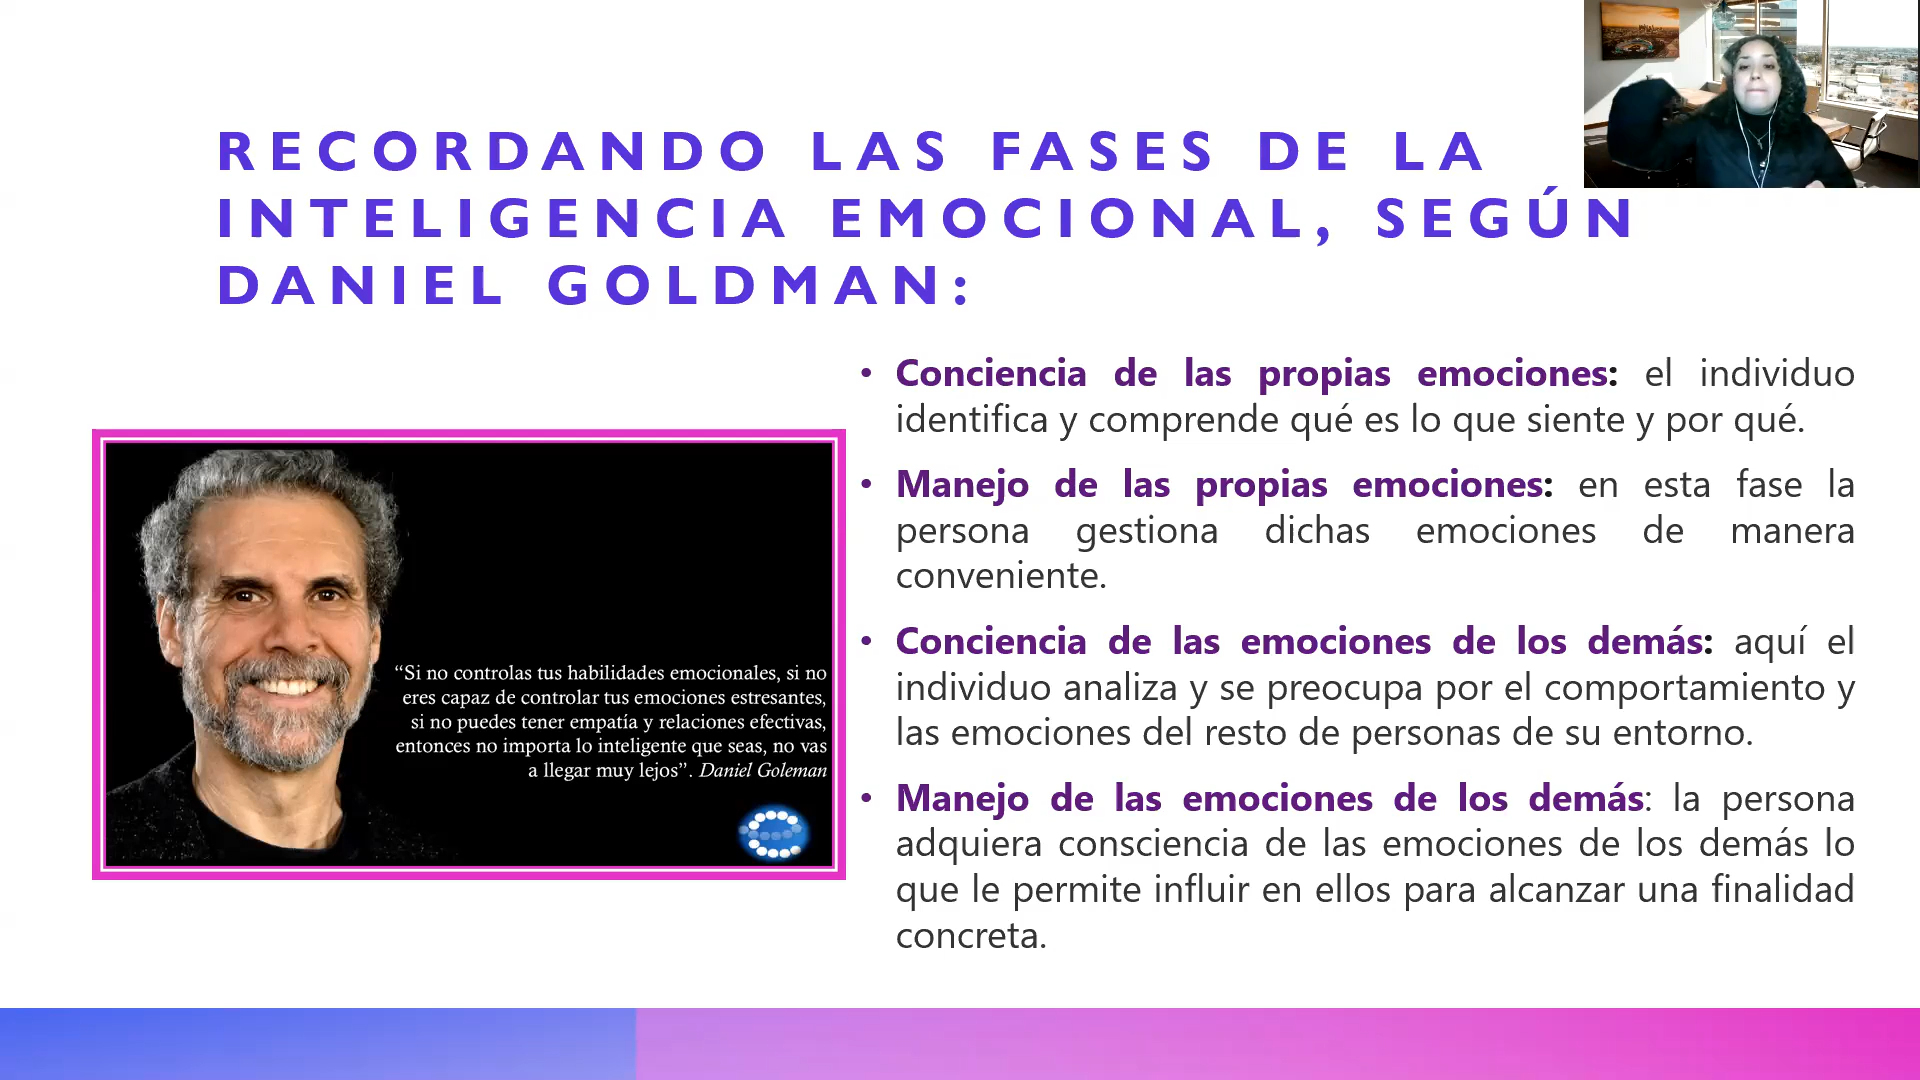 RECORDANDO LAS FASES DE LA
INTELIGENCIA EMOCIONAL, SEGÚN
DANIEL GOLDMAN:
“Si no controlas tus habilidades emocionales, si no
eres capaz de controlar tus emociones estresantes,
si no puedes tener empatía y relaciones efectivas,
entonces no importa lo inteligente que seas, no vas
a llegar muy lejos”. Daniel Goleman
• Conciencia de las propias emociones: el individuo
identifica y comprende qué es lo que siente y por qué.
• Manejo de las propias emociones: en esta fase la
persona gestiona dichas emociones de manera
conveniente.
• Conciencia de las emociones de los demás: aquí el
individuo analiza y se preocupa por el comportamiento y
las emociones del resto de personas de su entorno.
• Manejo de las emociones de los demás: la persona
adquiera consciencia de las emociones de los demás lo
que le permite influir en ellos para alcanzar una finalidad
concreta.